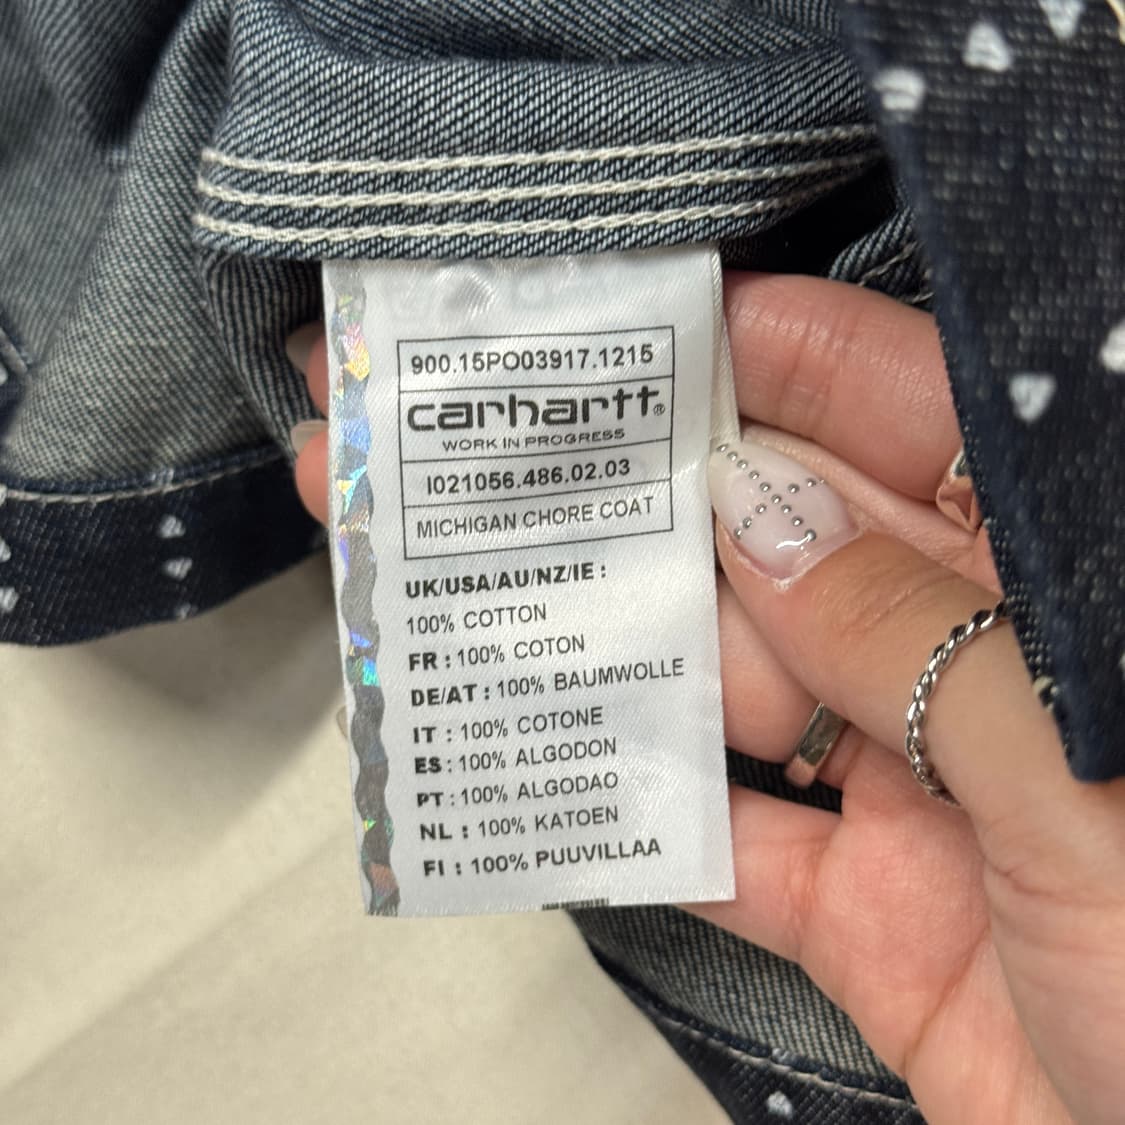 900.15PO03917.1215
carhartt®
WORK IN PROGRESS
I021056.486.02.03
MICHIGAN CHORE COAT
UK/USA/AU/NZ/IE :
100% COTTON
FR : 100% COTON
DE/AT : 100% BAUMWOLLE
IT : 100% COTONE
ES : 100% ALGODON
PT : 100% ALGODAO
NL : 100% KATOEN
FI : 100% PUUVILLAA